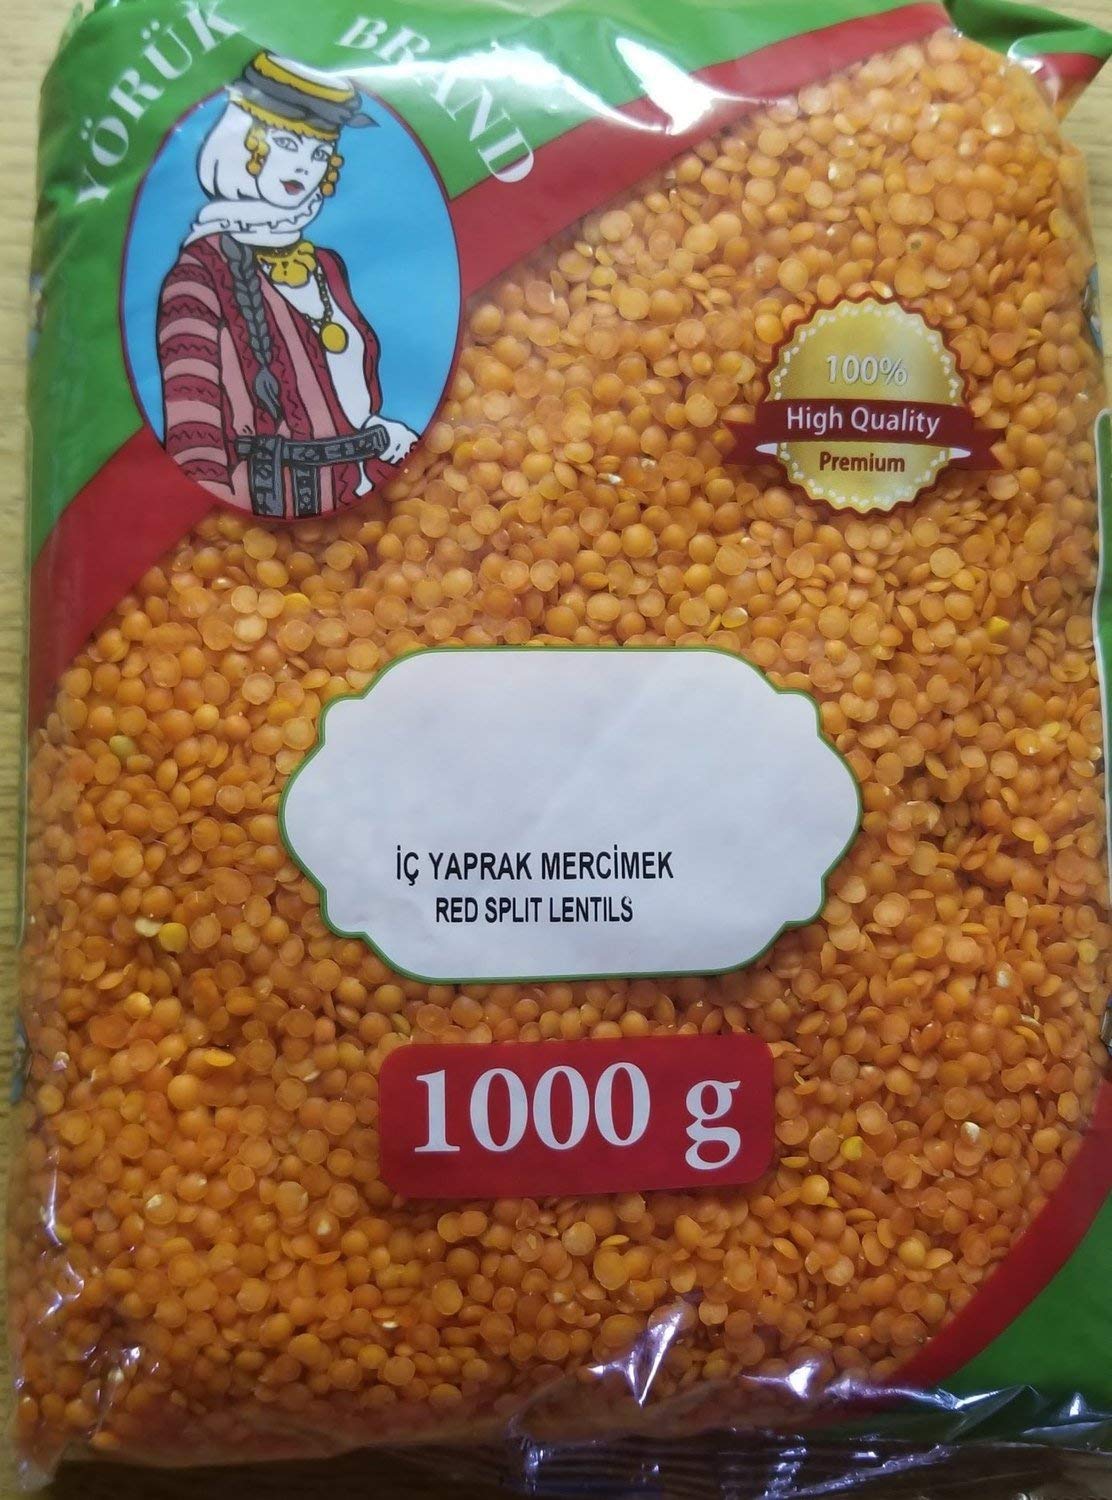 YÖRÜK BRAND
100%
High Quality
Premium
İÇ YAPRAK MERCİMEK
RED SPLIT LENTILS
1000 g